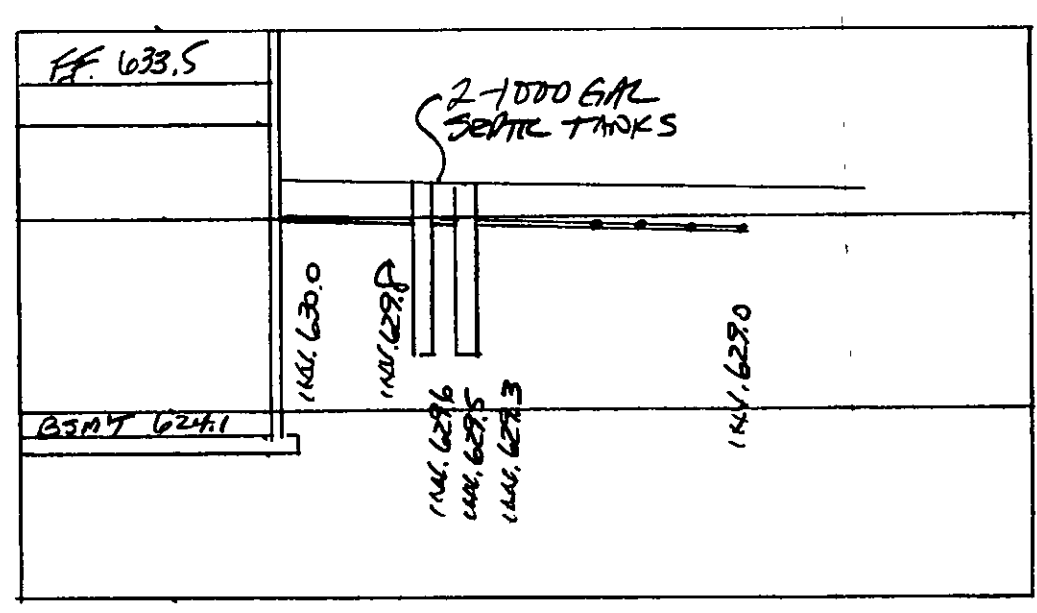 F.F. 633.5
2-1000 GAL
SEPTIC TANKS
INV. 630.0
INV. 629.8
INV. 629.6
INV. 629.5
INV. 629.3
INV. 629.0
BSMT 624.1